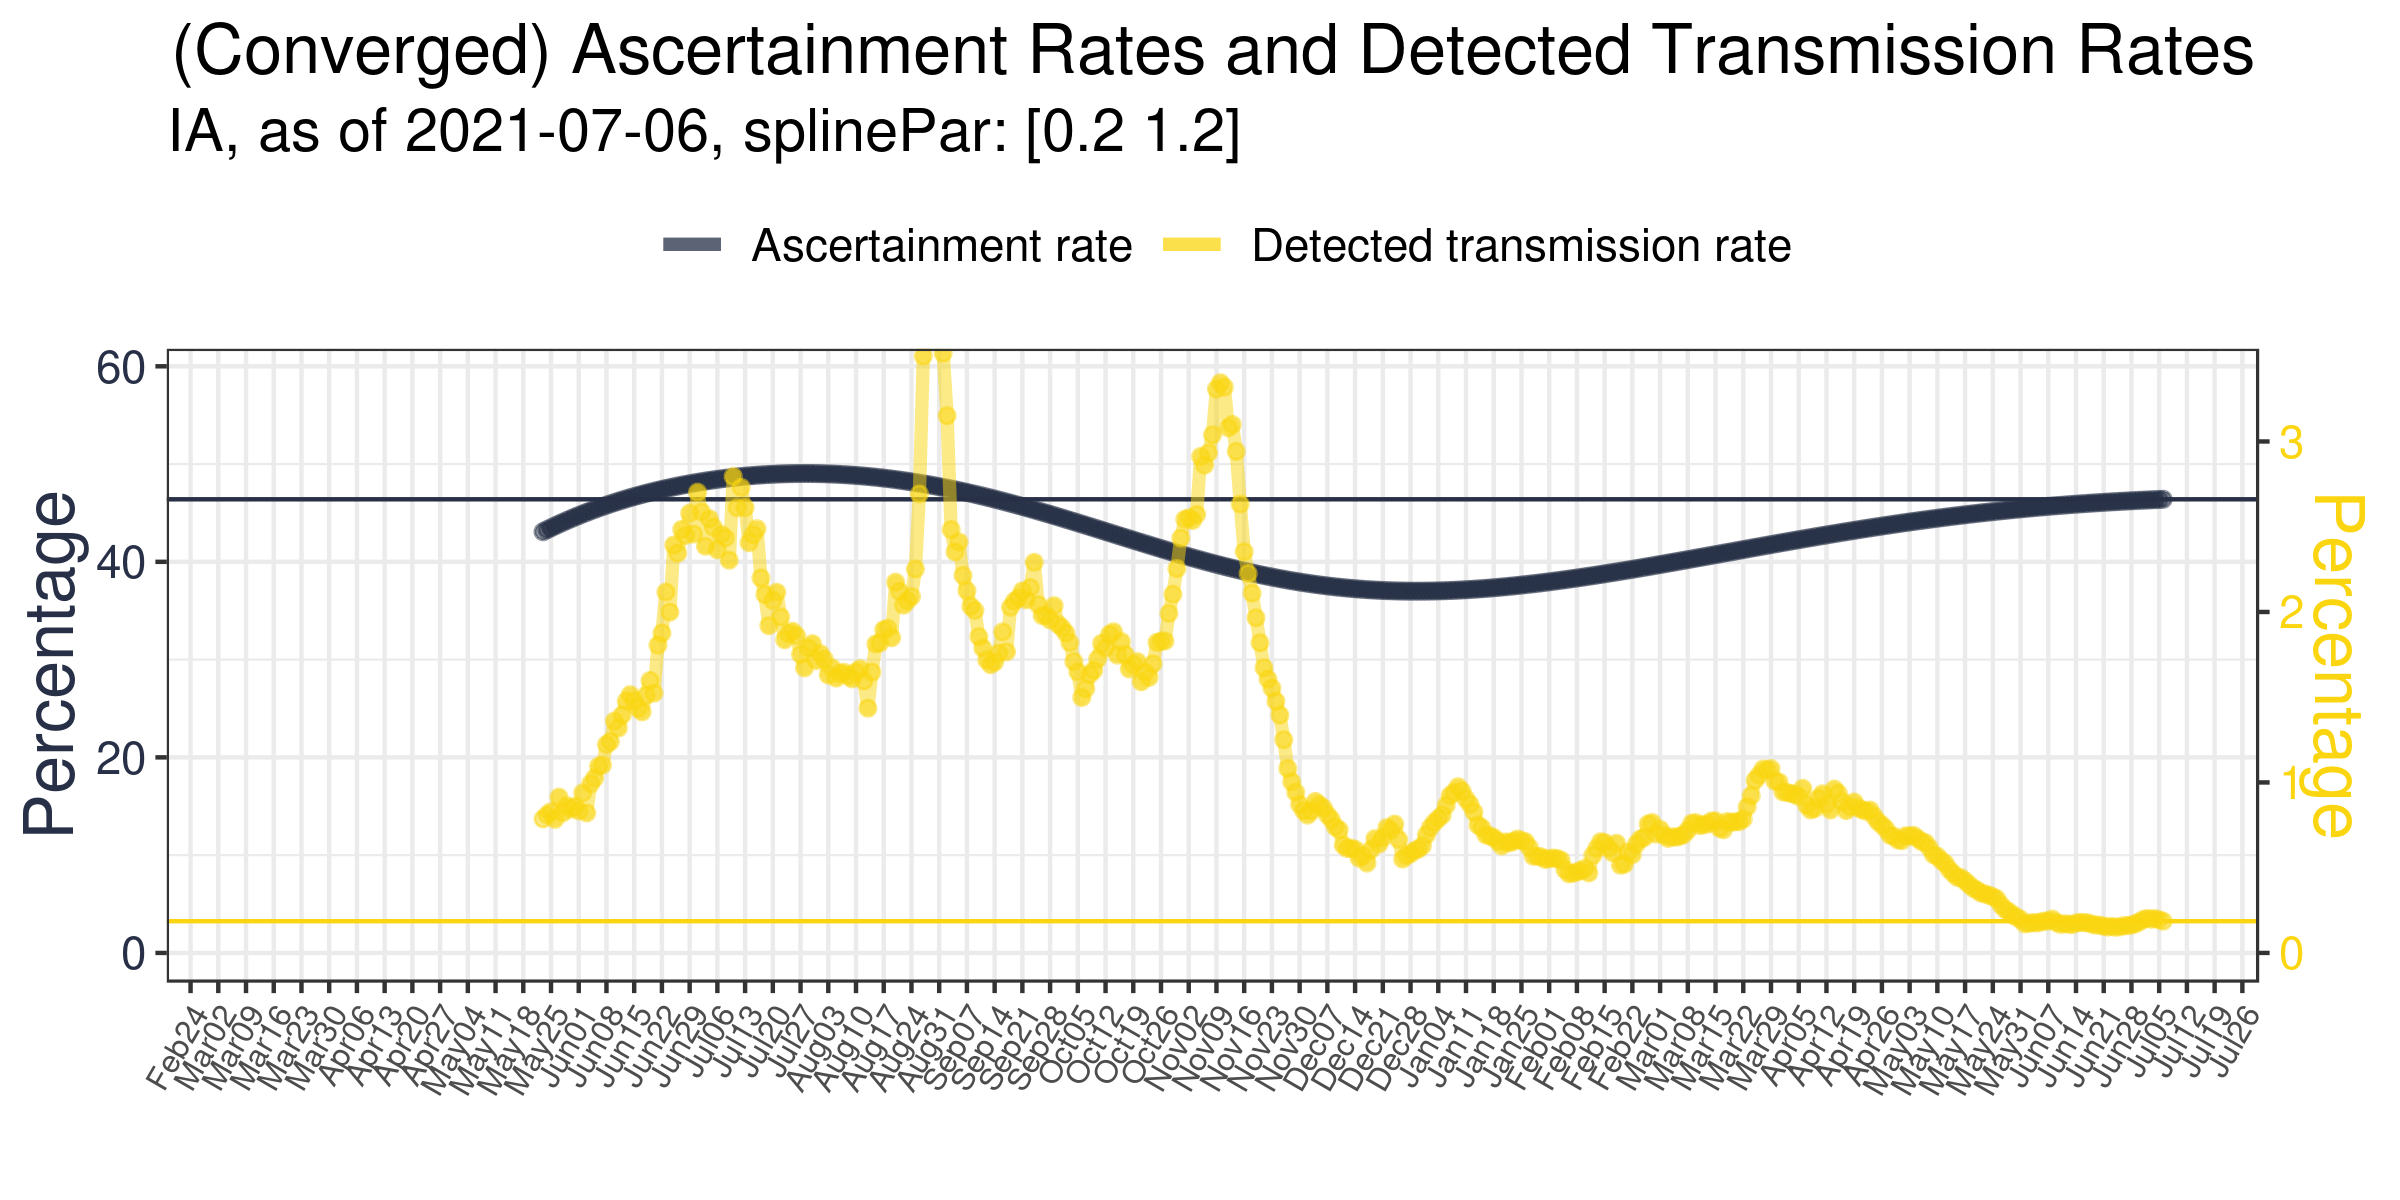 (Converged) Ascertainment Rates and Detected Transmission Rates
IA, as of 2021-07-06, splinePar: [0.2 1.2]
Ascertainment rate
Detected transmission rate
Percentage
60
40
20
0
3
2
1
0
Percentage
Feb24
Mar02
Mar09
Mar16
Mar23
Mar30
Apr06
Apr13
Apr20
Apr27
May04
May11
May18
May25
Jun01
Jun08
Jun15
Jun22
Jun29
Jul06
Jul13
Jul20
Jul27
Aug03
Aug10
Aug17
Aug24
Aug31
Sep07
Sep14
Sep21
Sep28
Oct05
Oct12
Oct19
Oct26
Nov02
Nov09
Nov16
Nov23
Nov30
Dec07
Dec14
Dec21
Dec28
Jan04
Jan11
Jan18
Jan25
Feb01
Feb08
Feb15
Feb22
Mar01
Mar08
Mar15
Mar22
Mar29
Apr05
Apr12
Apr19
Apr26
May03
May10
May17
May24
May31
Jun07
Jun14
Jun21
Jun28
Jul05
Jul12
Jul19
Jul26